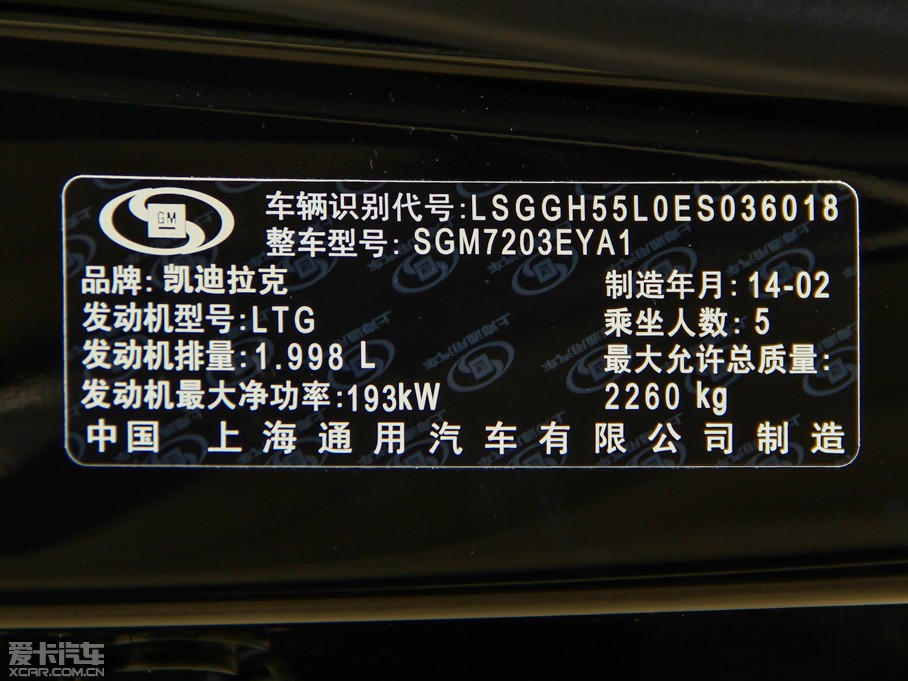 GM
车辆识别代号:LSGGH55L0ES036018
整车型号: SGM7203EYA1
品牌: 凯迪拉克
制造年月: 14-02
发动机型号:LTG
乘坐人数: 5
发动机排量:1.998 L
最大允许总质量:
发动机最大净功率:193kW
2260 kg
中国 上海通用汽车有限公司制造
爱卡汽车
XCAR.COM.CN